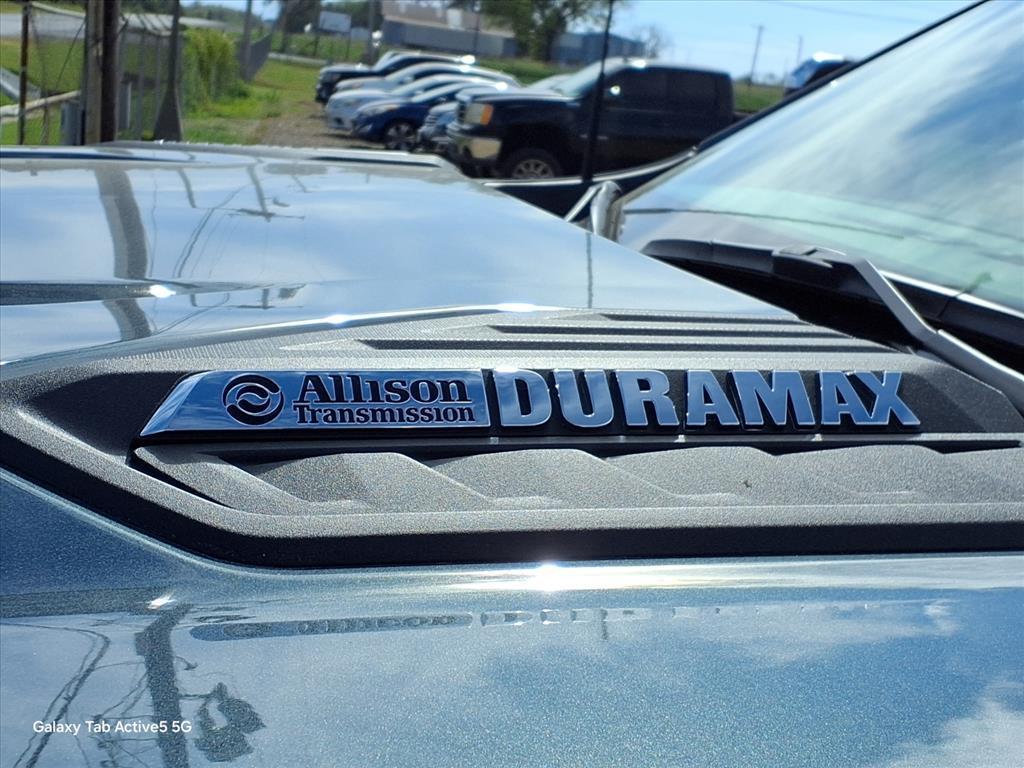 Allison DURAMAX
Transmission
Galaxy Tab Active5 5G